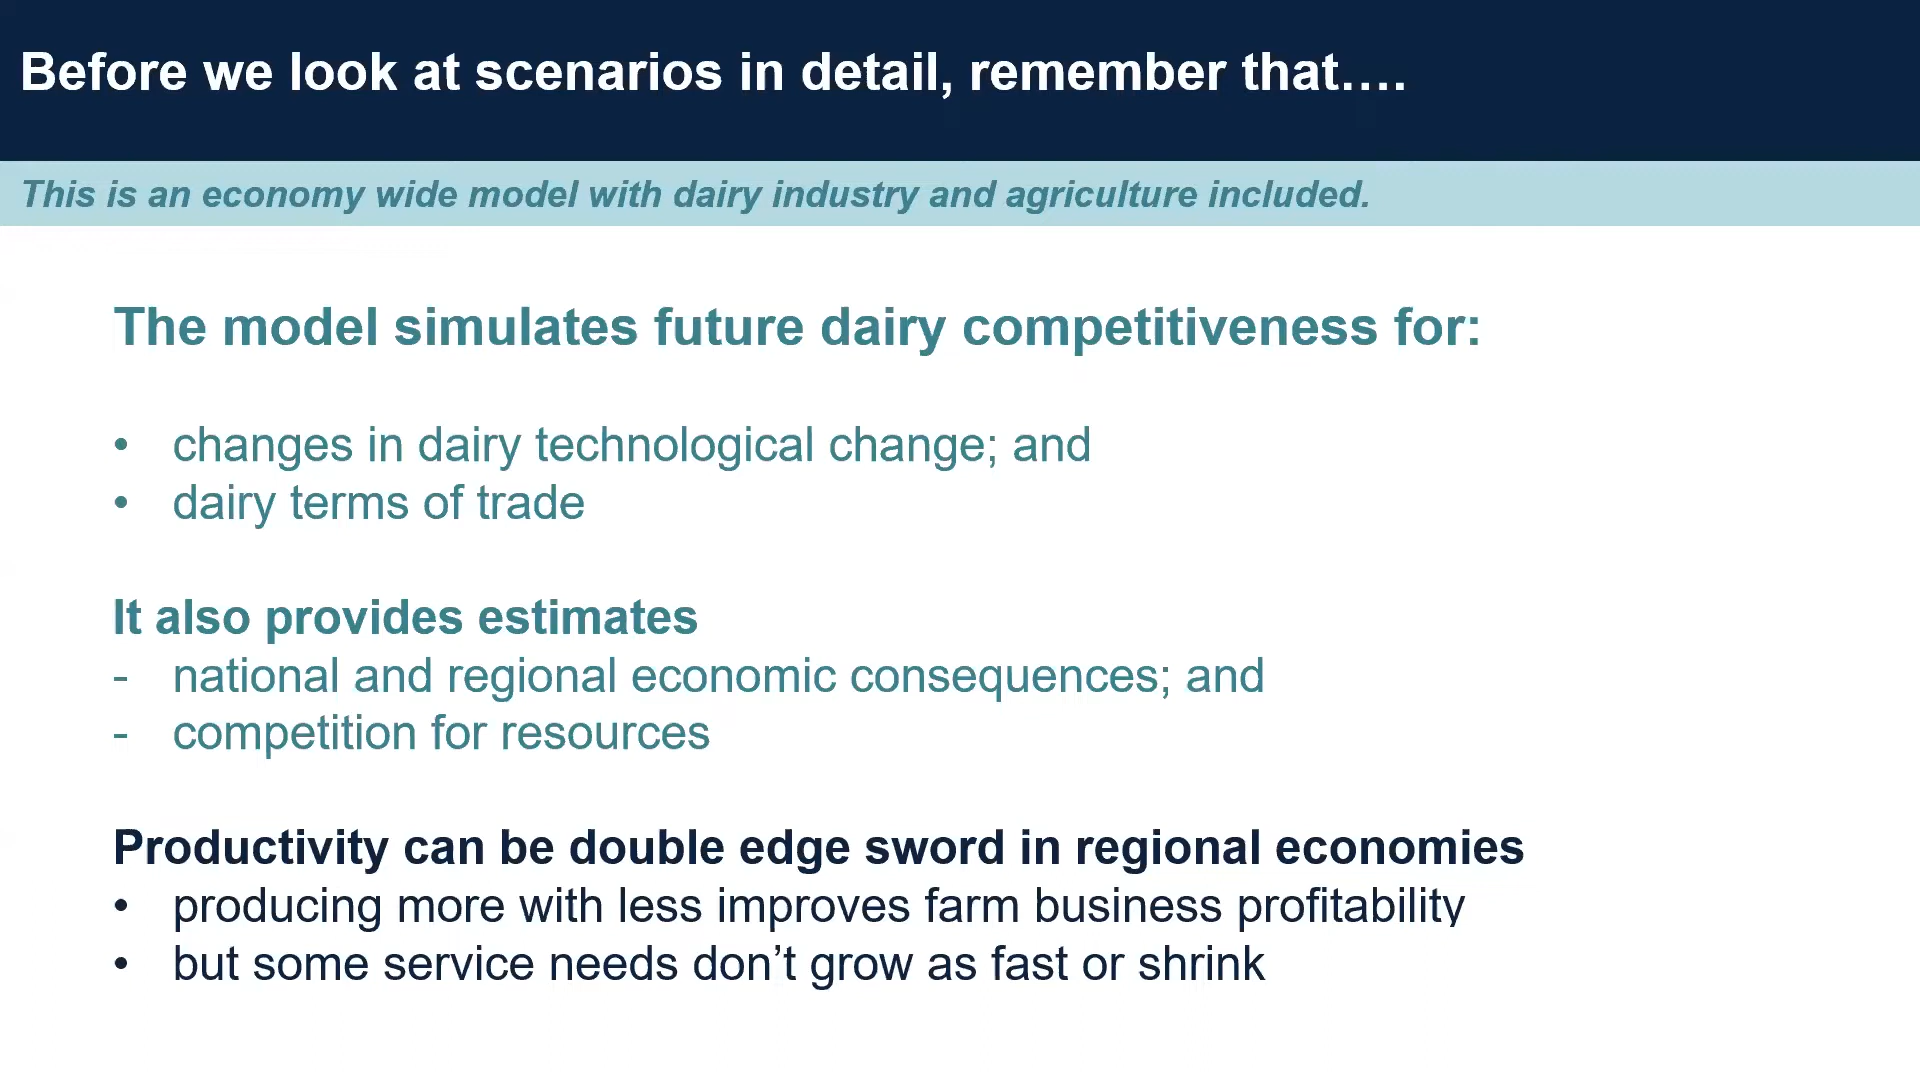 Before we look at scenarios in detail, remember that....
This is an economy wide model with dairy industry and agriculture included.
The model simulates future dairy competitiveness for:
• changes in dairy technological change; and
• dairy terms of trade
It also provides estimates
- national and regional economic consequences; and
- competition for resources
Productivity can be double edge sword in regional economies
• producing more with less improves farm business profitability
• but some service needs don’t grow as fast or shrink